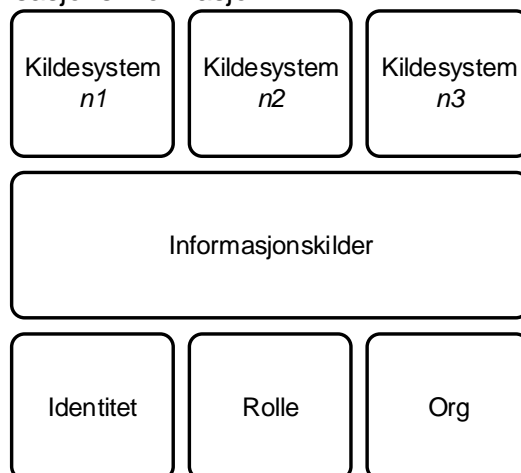 Kildesystem Kildesystem Kildesystem
n1 n2 n3
Informasjonskilder
Identitet Rolle Org